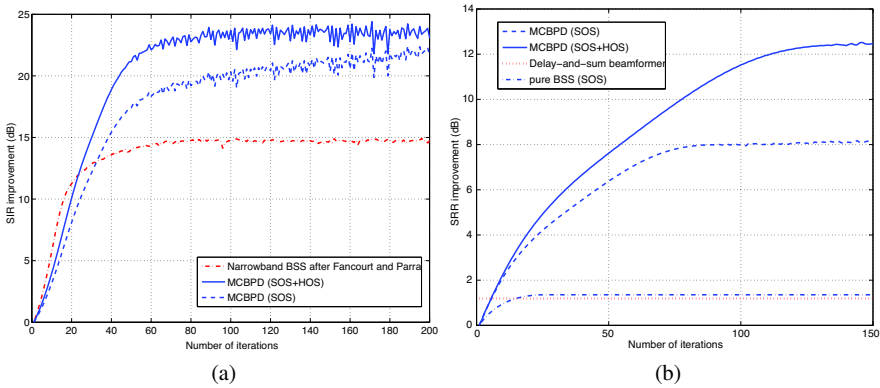 25
20
15
10
5
0
0
20
40
60
80
100
120
140
160
180
200
SIR improvement (dB)
Number of iterations
Narrowband BSS after Fancourt and Parra
MCBPD (SOS+HOS)
MCBPD (SOS)
(a)
14
12
10
8
6
4
2
0
0
50
100
150
SRR improvement (dB)
Number of iterations
MCBPD (SOS)
MCBPD (SOS+HOS)
Delay−and−sum beamformer
pure BSS (SOS)
(b)